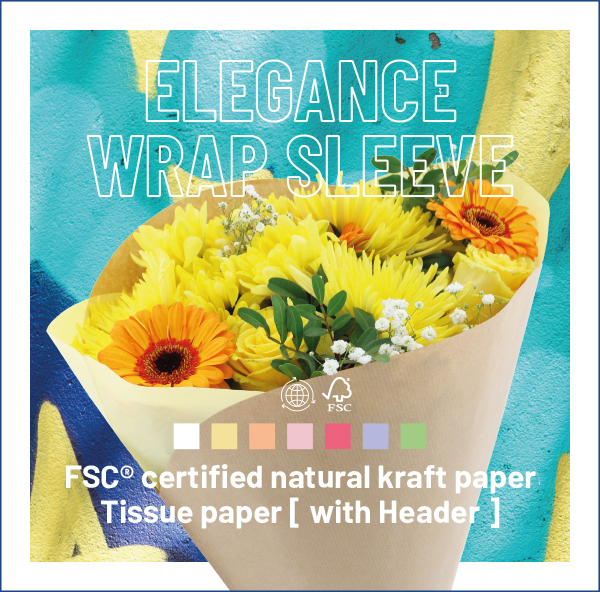 ELEGANCE
WRAP SLEEVE
FSC
FSC® certified natural kraft paper
Tissue paper [ with Header ]